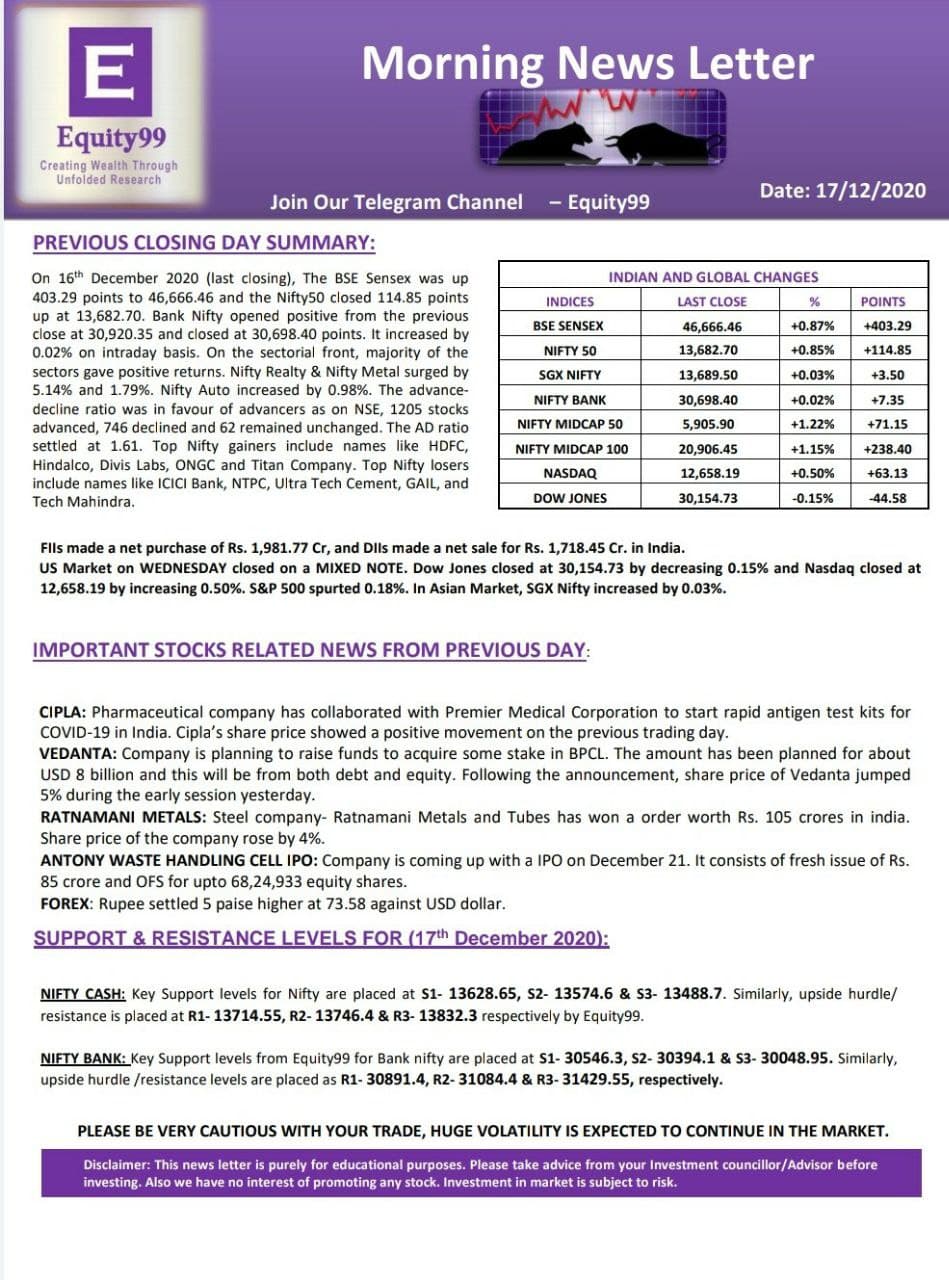 E
Equity99
Creating Wealth Through
Unfolded Research
Morning News Letter
Join Our Telegram Channel – Equity99
Date: 17/12/2020
PREVIOUS CLOSING DAY SUMMARY:
On 16th December 2020 (last closing), The BSE Sensex was up
403.29 points to 46,666.46 and the Nifty50 closed 114.85 points
up at 13,682.70. Bank Nifty opened positive from the previous
close at 30,920.35 and closed at 30,698.40 points. It increased by
0.02% on intraday basis. On the sectorial front, majority of the
sectors gave positive returns. Nifty Realty & Nifty Metal surged by
5.14% and 1.79%. Nifty Auto increased by 0.98%. The advance-
decline ratio was in favour of advancers as on NSE, 1205 stocks
advanced, 746 declined and 62 remained unchanged. The AD ratio
settled at 1.61. Top Nifty gainers include names like HDFC,
Hindalco, Divis Labs, ONGC and Titan Company. Top Nifty losers
include names like ICICI Bank, NTPC, Ultra Tech Cement, GAIL, and
Tech Mahindra.
INDIAN AND GLOBAL CHANGES
INDICES LAST CLOSE % POINTS
BSE SENSEX 46,666.46 +0.87% +403.29
NIFTY 50 13,682.70 +0.85% +114.85
SGX NIFTY 13,689.50 +0.03% +3.50
NIFTY BANK 30,698.40 +0.02% +7.35
NIFTY MIDCAP 50 5,905.90 +1.22% +71.15
NIFTY MIDCAP 100 20,906.45 +1.15% +238.40
NASDAQ 12,658.19 +0.50% +63.13
DOW JONES 30,154.73 -0.15% -44.58
FIIs made a net purchase of Rs. 1,981.77 Cr, and DIIs made a net sale for Rs. 1,718.45 Cr. in India.
US Market on WEDNESDAY closed on a MIXED NOTE. Dow Jones closed at 30,154.73 by decreasing 0.15% and Nasdaq closed at
12,658.19 by increasing 0.50%. S&P 500 spurted 0.18%. In Asian Market, SGX Nifty increased by 0.03%.
IMPORTANT STOCKS RELATED NEWS FROM PREVIOUS DAY:
CIPLA: Pharmaceutical company has collaborated with Premier Medical Corporation to start rapid antigen test kits for
COVID-19 in India. Cipla's share price showed a positive movement on the previous trading day.
VEDANTA: Company is planning to raise funds to acquire some stake in BPCL. The amount has been planned for about
USD 8 billion and this will be from both debt and equity. Following the announcement, share price of Vedanta jumped
5% during the early session yesterday.
RATNAMANI METALS: Steel company- Ratnamani Metals and Tubes has won a order worth Rs. 105 crores in india.
Share price of the company rose by 4%.
ANTONY WASTE HANDLING CELL IPO: Company is coming up with a IPO on December 21. It consists of fresh issue of Rs.
85 crore and OFS for upto 68,24,933 equity shares.
FOREX: Rupee settled 5 paise higher at 73.58 against USD dollar.
SUPPORT & RESISTANCE LEVELS FOR (17th December 2020):
NIFTY CASH: Key Support levels for Nifty are placed at S1- 13628.65, S2- 13574.6 & S3- 13488.7. Similarly, upside hurdle/
resistance is placed at R1- 13714.55, R2- 13746.4 & R3- 13832.3 respectively by Equity99.
NIFTY BANK: Key Support levels from Equity99 for Bank nifty are placed at S1- 30546.3, S2- 30394.1 & S3- 30048.95. Similarly,
upside hurdle /resistance levels are placed as R1- 30891.4, R2- 31084.4 & R3- 31429.55, respectively.
PLEASE BE VERY CAUTIOUS WITH YOUR TRADE, HUGE VOLATILITY IS EXPECTED TO CONTINUE IN THE MARKET.
Disclaimer: This news letter is purely for educational purposes. Please take advice from your Investment councillor/Advisor before
investing. Also we have no interest of promoting any stock. Investment in market is subject to risk.